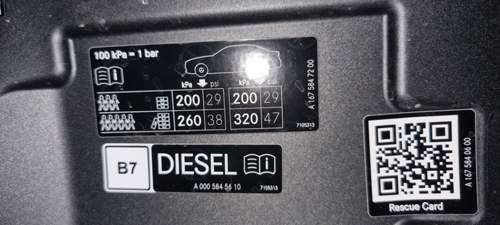 100 kPa = 1 bar
kPa psi kPa psi
200 29 200 29
260 38 320 47
A 167 584 72 00
7105313
B7 DIESEL
A 000 584 56 10 7105313
A 167 584 06 00
Rescue Card